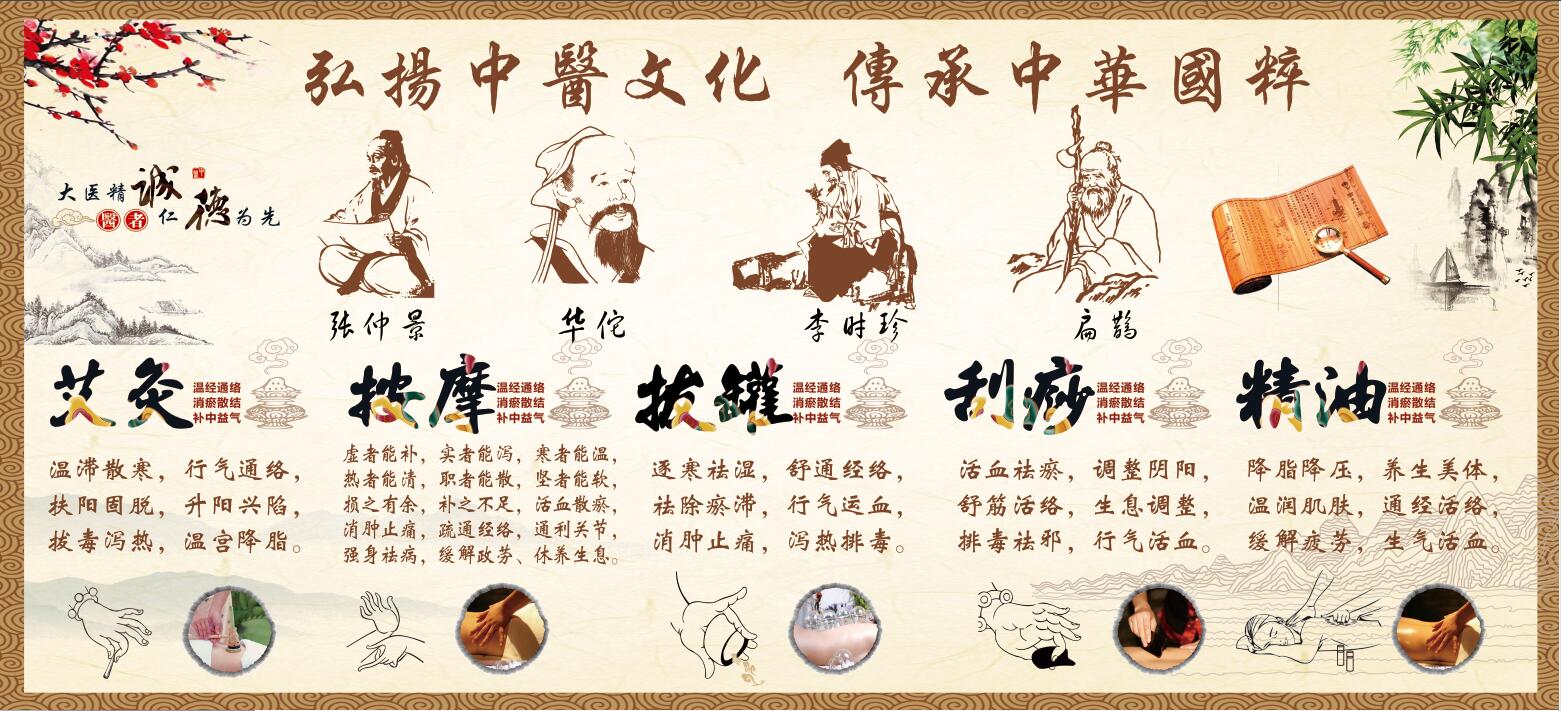 弘揚中醫文化 傳承中華國粹
大医精诚
醫者仁德为先
张仲景
华佗
李时珍
扁鹊
艾灸
温经通络
消瘀散结
补中益气
温滞散寒，行气通络，
扶阳固脱，升阳兴陷，
拔毒泻热，温宫降脂。
按摩
温经通络
消瘀散结
补中益气
虚者能补，实者能泻，寒者能温，
热者能清，职者能散，坚者能软，
损之有余，补之不足，活血散瘀，
消肿止痛，疏通经络，通利关节，
强身祛病，缓解政劳、休养生息。
拔罐
温经通络
消瘀散结
补中益气
逐寒祛湿，舒通经络，
祛除瘀滞，行气运血，
消肿止痛，泻热排毒。
刮痧
温经通络
消瘀散结
补中益气
活血祛瘀，调整阴阳，
舒筋活络，生息调整，
排毒祛邪，行气活血。
精油
温经通络
消瘀散结
补中益气
降脂降压，养生美体，
温润肌肤，通经活络，
缓解疲劳，生气活血。